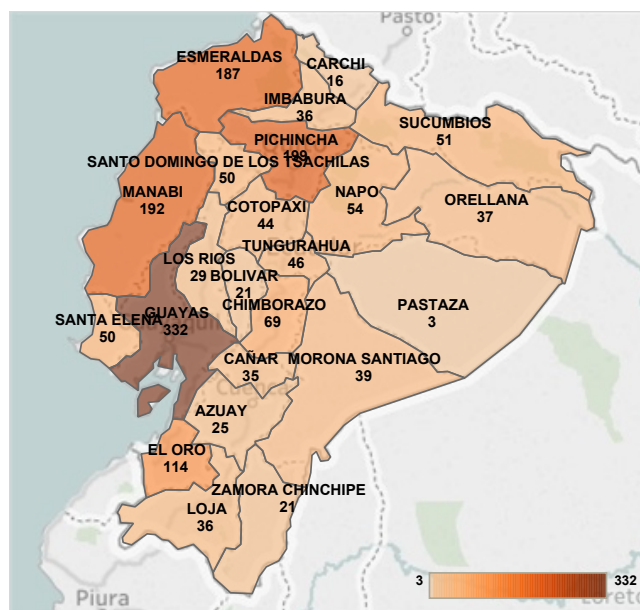 Pasto
ESMERALDAS
187
CARCHI
16
IMBABURA
36
SUCUMBIOS
51
PICHINCHA
199
SANTO DOMINGO DE LOS TSACHILAS
50
MANABI
192
NAPO
54
ORELLANA
37
COTOPAXI
44
TUNGURAHUA
46
LOS RIOS
29
BOLIVAR
21
CHIMBORAZO
69
PASTAZA
3
SANTA ELENA
50
GUAYAS
332
CAÑAR
35
MORONA SANTIAGO
39
Cuenca
AZUAY
25
EL ORO
114
ZAMORA CHINCHIPE
21
LOJA
36
3
332
Piura
Loreto